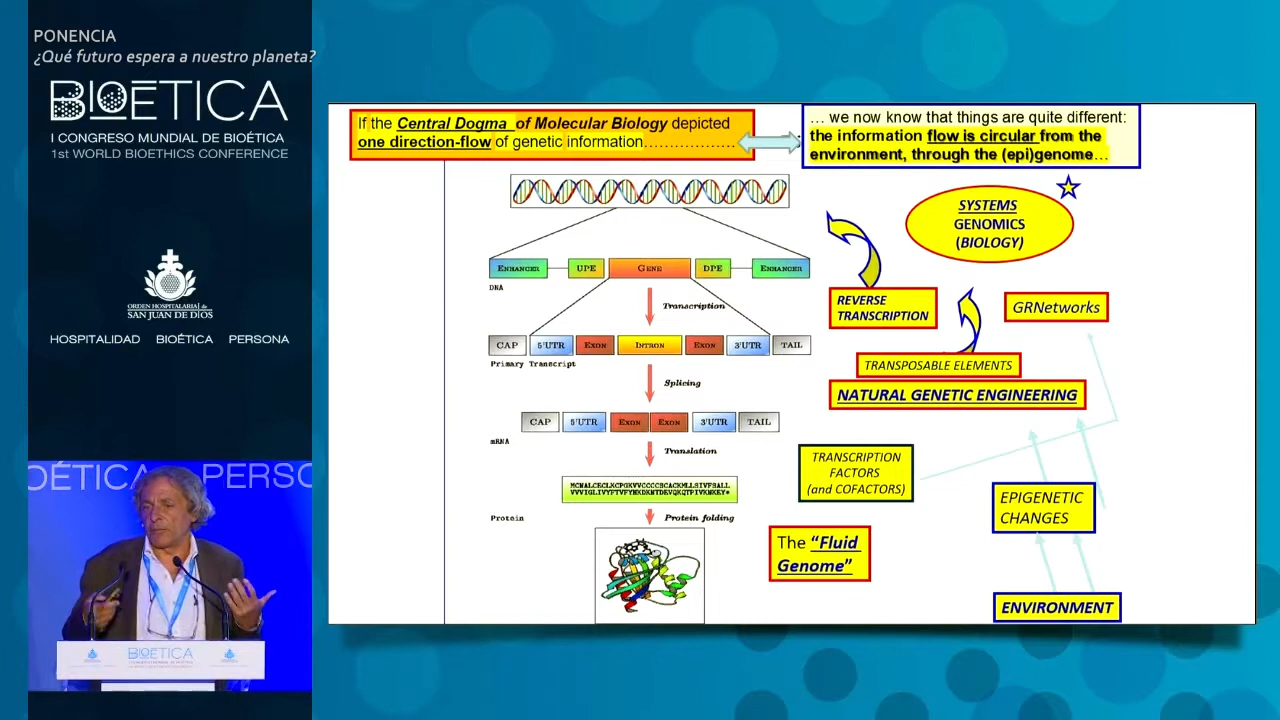 PONENCIA
¿Qué futuro espera a nuestro planeta?
BIOÉTICA
I CONGRESO MUNDIAL DE BIOÉTICA
1st WORLD BIOETHICS CONFERENCE
ORDEN HOSPITALARIA de
SAN JUAN DE DIOS
HOSPITALIDAD BIOÉTICA PERSONA
OÉTICA PERSO
BIOÉTICA
If the Central Dogma of Molecular Biology depicted
one direction-flow of genetic information………………
… we now know that things are quite different:
the information flow is circular from the
environment, through the (epi)genome…
SYSTEMS
GENOMICS
(BIOLOGY)
ENHANCER UPE GENE DPE ENHANCER
DNA
Transcription
REVERSE
TRANSCRIPTION
GRNetworks
CAP 5'UTR EXON INTRON EXON 3'UTR TAIL
Primary Transcript
TRANSPOSABLE ELEMENTS
Splicing
NATURAL GENETIC ENGINEERING
CAP 5'UTR EXON EXON 3'UTR TAIL
mRNA
Translation
TRANSCRIPTION
FACTORS
(and COFACTORS)
EPIGENETIC
CHANGES
Protein
Protein folding
The "Fluid
Genome"
ENVIRONMENT